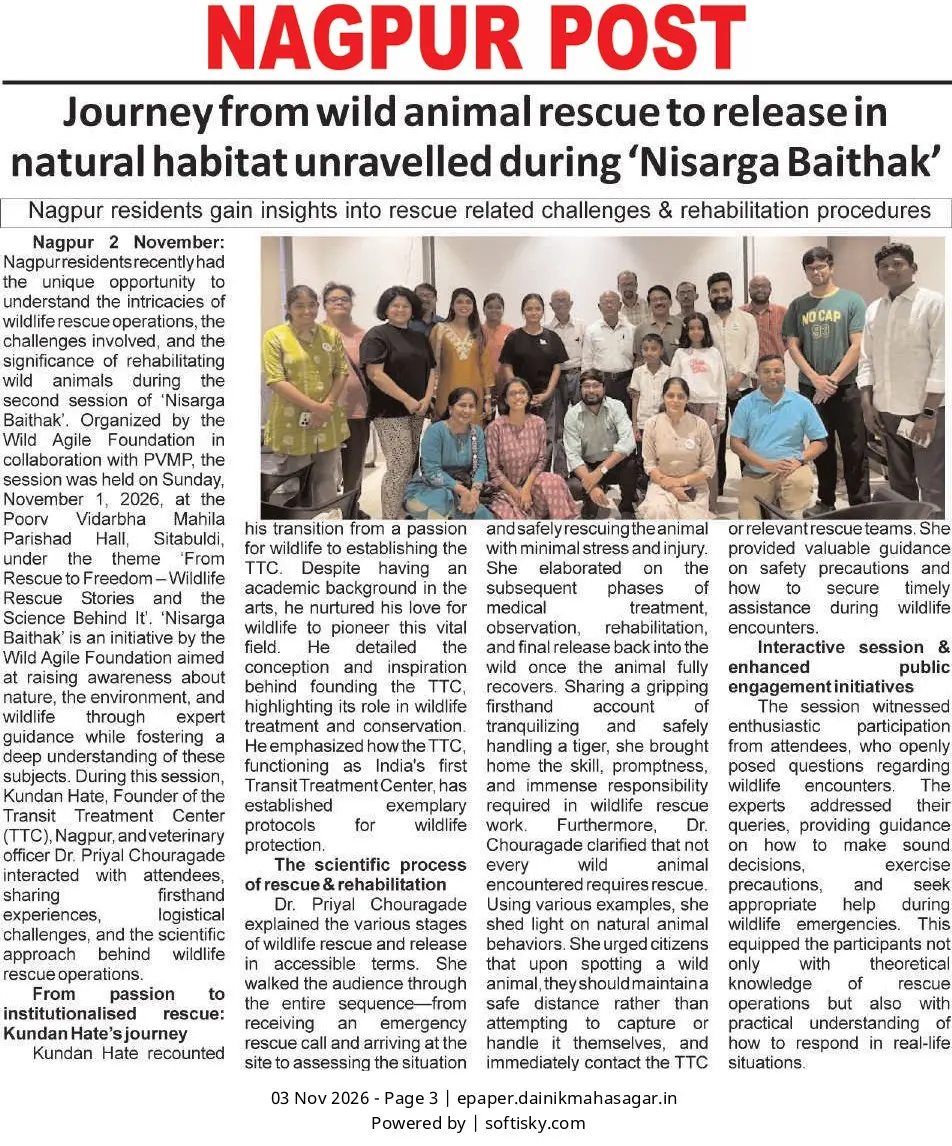 NAGPUR POST
Journey from wild animal rescue to release in
natural habitat unravelled during ‘Nisarga Baithak’
Nagpur residents gain insights into rescue related challenges & rehabilitation procedures
Nagpur 2 November:
Nagpur residents recently had
the unique opportunity to
understand the intricacies of
wildlife rescue operations, the
challenges involved, and the
significance of rehabilitating
wild animals during the
second session of ‘Nisarga
Baithak’. Organized by the
Wild Agile Foundation in
collaboration with PVMP, the
session was held on Sunday,
November 1, 2026, at the
Poorv Vidarbha Mahila
Parishad Hall, Sitabuldi,
under the theme ‘From
Rescue to Freedom – Wildlife
Rescue Stories and the
Science Behind It’. ‘Nisarga
Baithak’ is an initiative by the
Wild Agile Foundation aimed
at raising awareness about
nature, the environment, and
wildlife through expert
guidance while fostering a
deep understanding of these
subjects. During this session,
Kundan Hate, Founder of the
Transit Treatment Center
(TTC), Nagpur, and veterinary
officer Dr. Priyal Chouragade
interacted with attendees,
sharing firsthand
experiences, logistical
challenges, and the scientific
approach behind wildlife
rescue operations.
From passion to
institutionalised rescue:
Kundan Hate’s journey
Kundan Hate recounted
NO CAP
his transition from a passion
for wildlife to establishing the
TTC. Despite having an
academic background in the
arts, he nurtured his love for
wildlife to pioneer this vital
field. He detailed the
conception and inspiration
behind founding the TTC,
highlighting its role in wildlife
treatment and conservation.
He emphasized how the TTC,
functioning as India's first
Transit Treatment Center, has
established exemplary
protocols for wildlife
protection.
The scientific process
of rescue & rehabilitation
Dr. Priyal Chouragade
explained the various stages
of wildlife rescue and release
in accessible terms. She
walked the audience through
the entire sequence—from
receiving an emergency
rescue call and arriving at the
site to assessing the situation
and safely rescuing the animal
with minimal stress and injury.
She elaborated on the
subsequent phases of
medical treatment,
observation, rehabilitation,
and final release back into the
wild once the animal fully
recovers. Sharing a gripping
firsthand account of
tranquilizing and safely
handling a tiger, she brought
home the skill, promptness,
and immense responsibility
required in wildlife rescue
work. Furthermore, Dr.
Chouragade clarified that not
every wild animal
encountered requires rescue.
Using various examples, she
shed light on natural animal
behaviors. She urged citizens
that upon spotting a wild
animal, they should maintain a
safe distance rather than
attempting to capture or
handle it themselves, and
immediately contact the TTC
or relevant rescue teams. She
provided valuable guidance
on safety precautions and
how to secure timely
assistance during wildlife
encounters.
Interactive session &
enhanced public
engagement initiatives
The session witnessed
enthusiastic participation
from attendees, who openly
posed questions regarding
wildlife encounters. The
experts addressed their
queries, providing guidance
on how to make sound
decisions, exercise
precautions, and seek
appropriate help during
wildlife emergencies. This
equipped the participants not
only with theoretical
knowledge of rescue
operations but also with
practical understanding of
how to respond in real-life
situations.
03 Nov 2026 - Page 3 | epaper.dainikmahasagar.in
Powered by | softisky.com